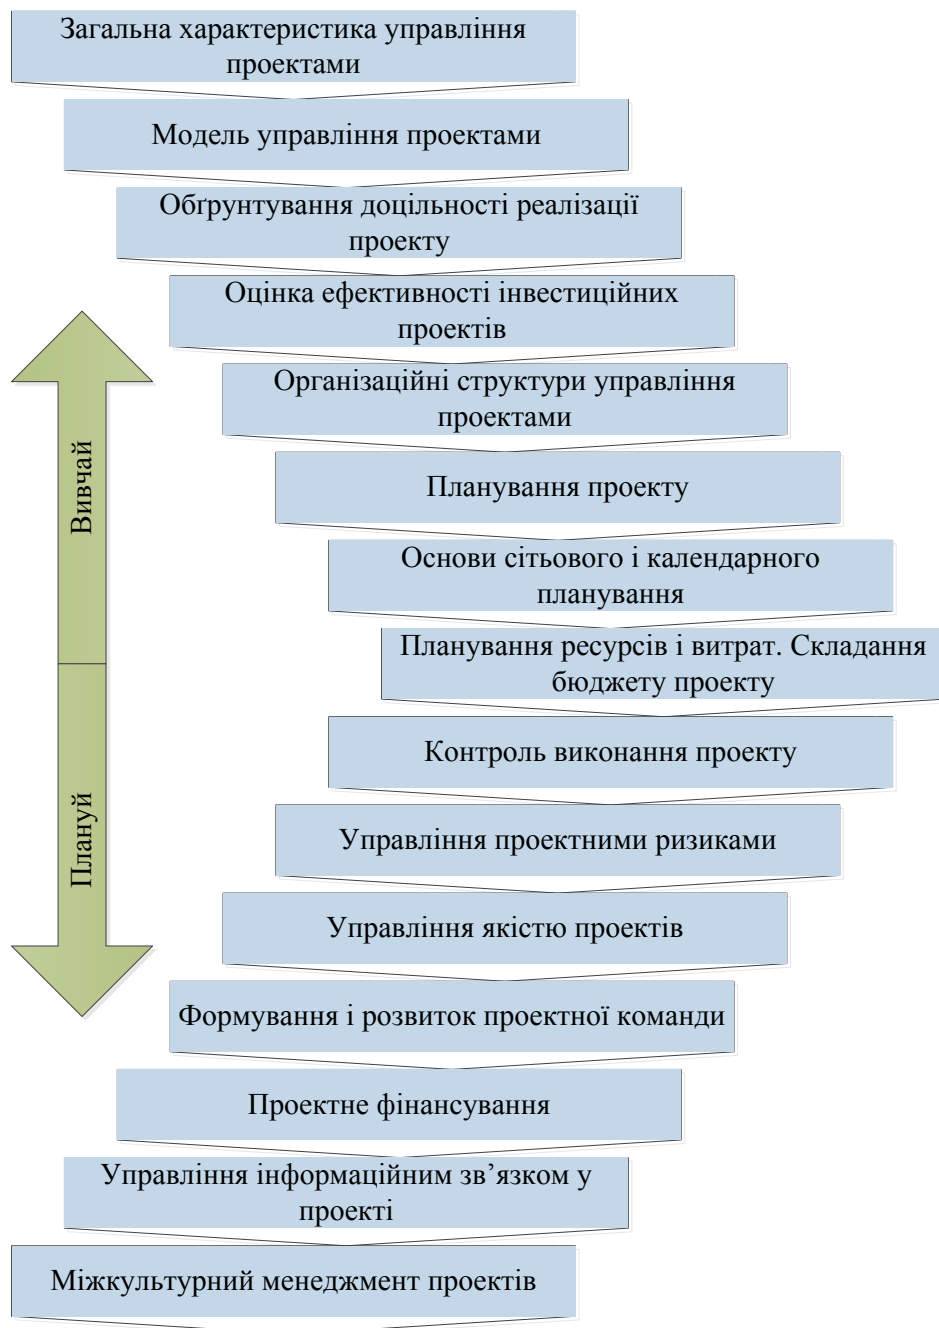 Загальна характеристика управління
проектами
Модель управління проектами
Обґрунтування доцільності реалізації
проекту
Оцінка ефективності інвестиційних
проектів
Організаційні структури управління
проектами
Вивчай
Планування проекту
Основи сітьового і календарного
планування
Планування ресурсів і витрат. Складання
бюджету проекту
Контроль виконання проекту
Плануй
Управління проектними ризиками
Управління якістю проектів
Формування і розвиток проектної команди
Проектне фінансування
Управління інформаційним зв’язком у
проекті
Міжкультурний менеджмент проектів